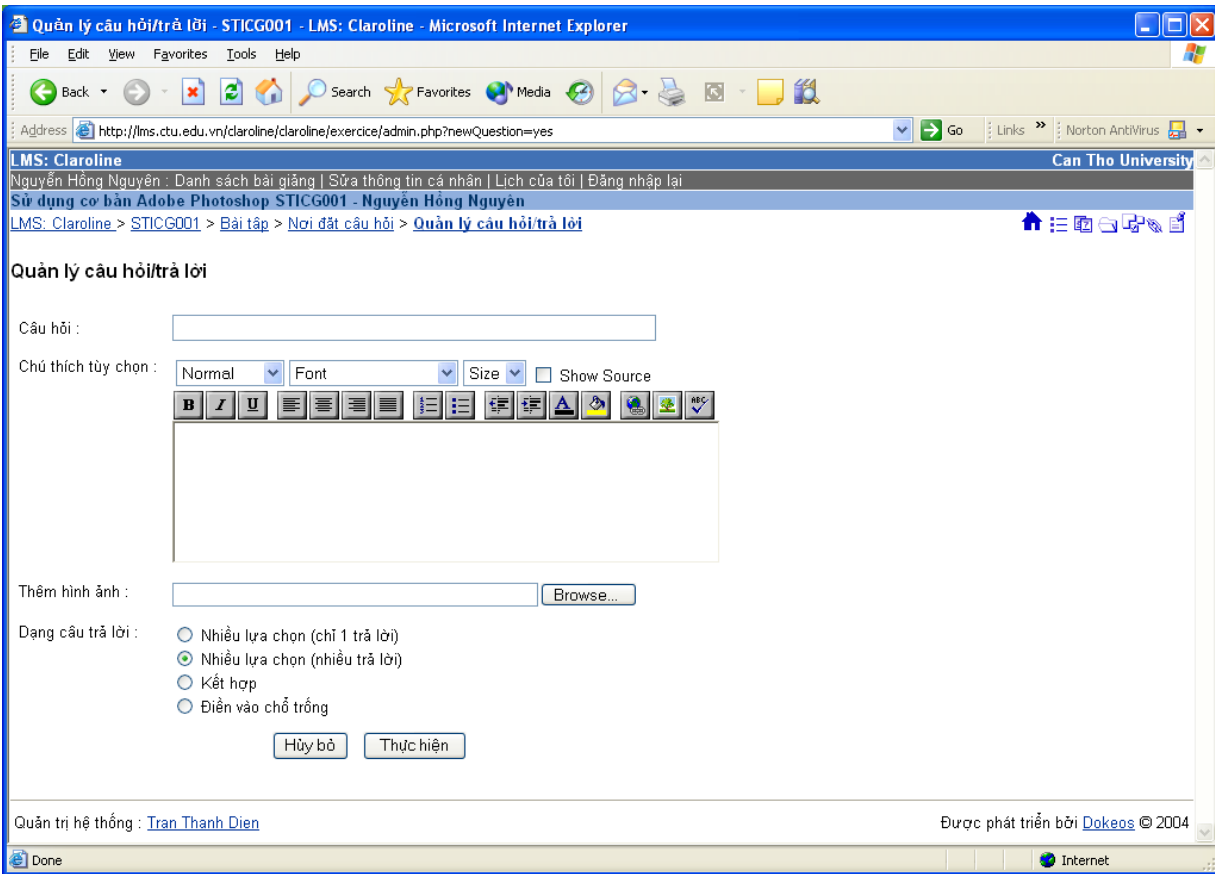 Quản lý câu hỏi/trả lời - STICG001 - LMS: Claroline - Microsoft Internet Explorer
File Edit View Favorites Tools Help
Back Search Favorites Media
Address http://lms.ctu.edu.vn/claroline/claroline/exercice/admin.php?newQuestion=yes Go Links » Norton AntiVirus
LMS: Claroline Can Tho University
Nguyễn Hồng Nguyên : Danh sách bài giảng | Sửa thông tin cá nhân | Lịch của tôi | Đăng nhập lại
Sử dụng cơ bản Adobe Photoshop STICG001 - Nguyễn Hồng Nguyên
LMS: Claroline > STICG001 > Bài tập > Nơi đặt câu hỏi > Quản lý câu hỏi/trả lời
Quản lý câu hỏi/trả lời
Câu hỏi :
Chú thích tùy chọn : Normal Font Size Show Source
B I U A ABC
Thêm hình ảnh : Browse...
Dạng câu trả lời : Nhiều lựa chọn (chỉ 1 trả lời)
Nhiều lựa chọn (nhiều trả lời)
Kết hợp
Điền vào chổ trống
Hủy bỏ Thực hiện
Quản trị hệ thống : Tran Thanh Dien Được phát triển bởi Dokeos © 2004
Done Internet